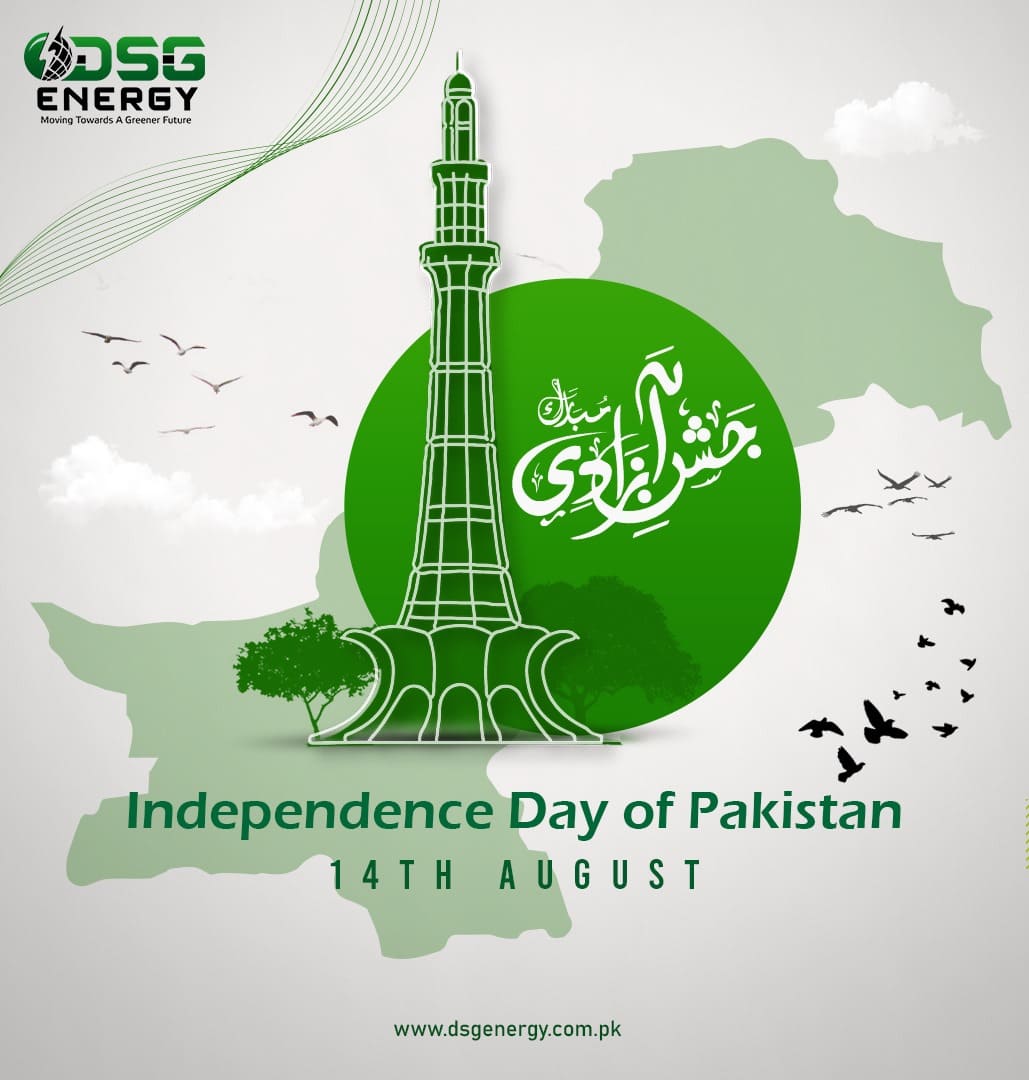 DSG
ENERGY
Moving Towards A Greener Future
جشنِ آزادی
مبارک
Independence Day of Pakistan
14TH AUGUST
www.dsgenergy.com.pk